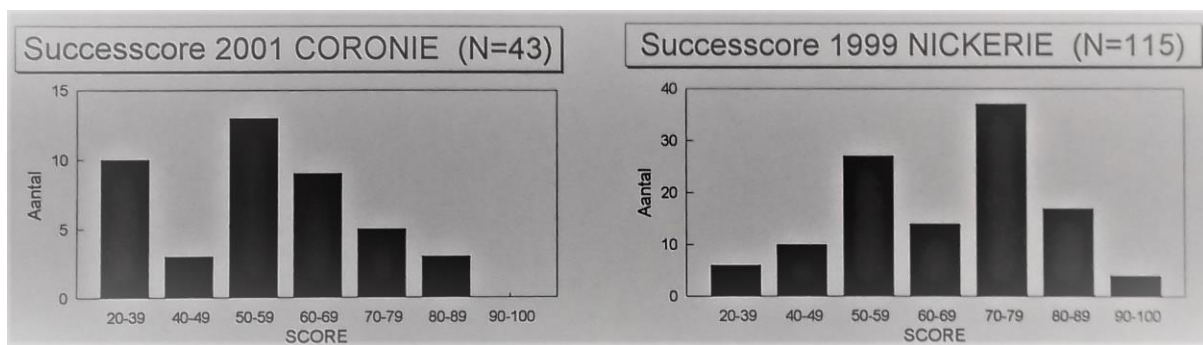 Successcore 2001 CORONIE (N=43)
15
10
5
0
Aantal
20-39 40-49 50-59 60-69 70-79 80-89 90-100
SCORE
Successcore 1999 NICKERIE (N=115)
40
30
20
10
0
Aantal
20-39 40-49 50-59 60-69 70-79 80-89 90-100
SCORE